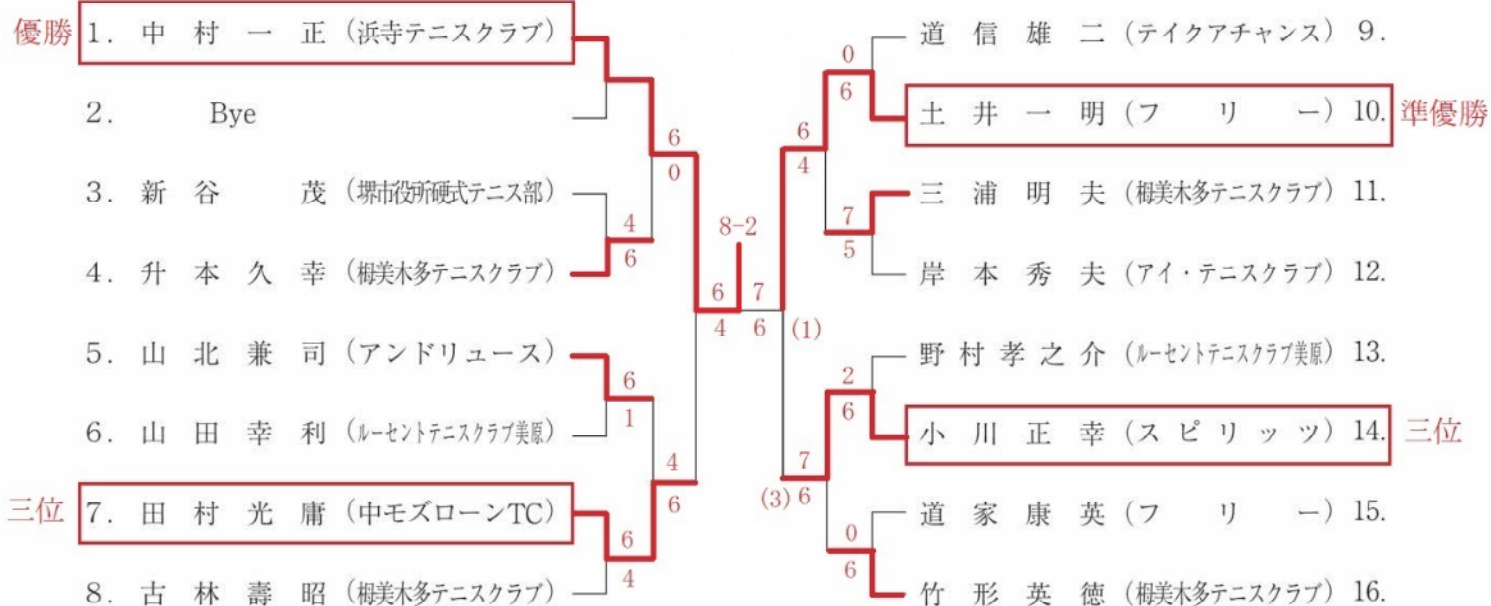 優勝 1. 中村一正 (浜寺テニスクラブ)
2. Bye
3. 新谷 茂 (堺市役所硬式テニス部)
4. 升本久幸 (栂美木多テニスクラブ)
5. 山北兼司 (アンドリュース)
6. 山田幸利 (ルーセントテニスクラブ美原)
三位 7. 田村光庸 (中モズローンTC)
8. 古林壽昭 (栂美木多テニスクラブ)
4
6
6
1
6
4
6
0
4
6
6
4
8-2
7
6 (1)
6
4
7
(3) 6
0
6
7
5
2
6
0
6
道信雄二 (テイクアチャンス) 9.
土井一明 (フリー) 10. 準優勝
三浦明夫 (栂美木多テニスクラブ) 11.
岸本秀夫 (アイ・テニスクラブ) 12.
野村孝之介 (ルーセントテニスクラブ美原) 13.
小川正幸 (スピリッツ) 14. 三位
道家康英 (フリー) 15.
竹形英徳 (栂美木多テニスクラブ) 16.